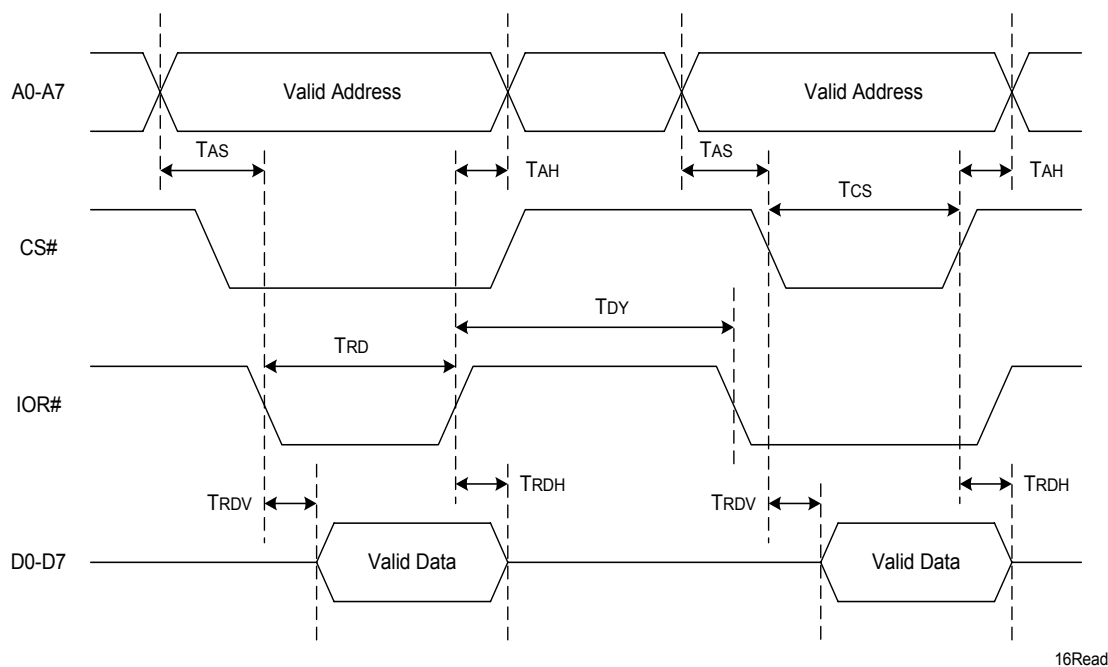 A0-A7
Valid Address
Valid Address
TAS
TAH
TAS
TAH
TCS
CS#
TDY
TRD
IOR#
TRDV
TRDH
TRDV
TRDH
D0-D7
Valid Data
Valid Data
16Read